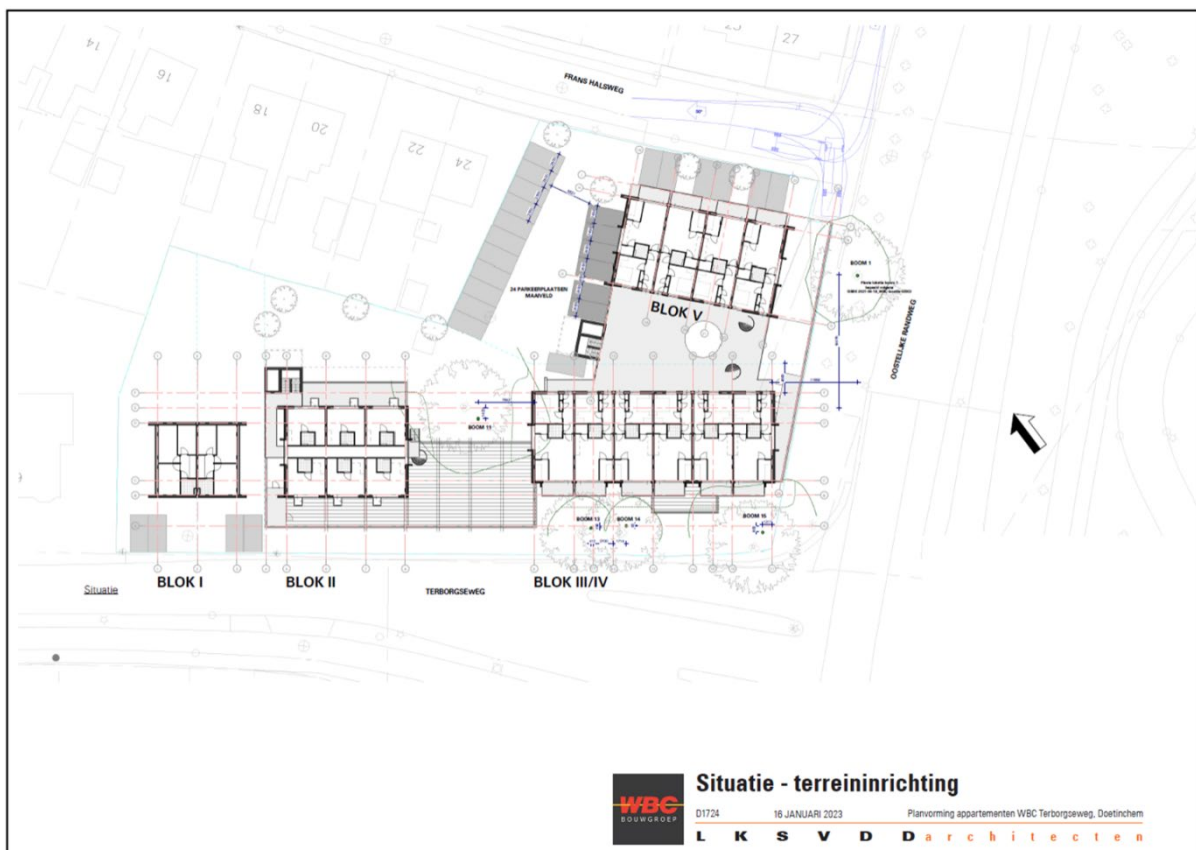 27
14
16
18
20
22
24
FRANS HALSWEG
BOOM 1
24 PARKEERPLAATSEN
MAAIVELD
BLOK V
OOSTELIJKE RANDWEG
BOOM 11
BOOM 13
BOOM 14
BOOM 15
Situatie
BLOK I
BLOK II
TERBORGSEWEG
BLOK III/IV
WBC
BOUWGROEP
Situatie - terreininrichting
D1724
16 JANUARI 2023
Planvorming appartementen WBC Terborgseweg, Doetinchem
LKSVDD architecten